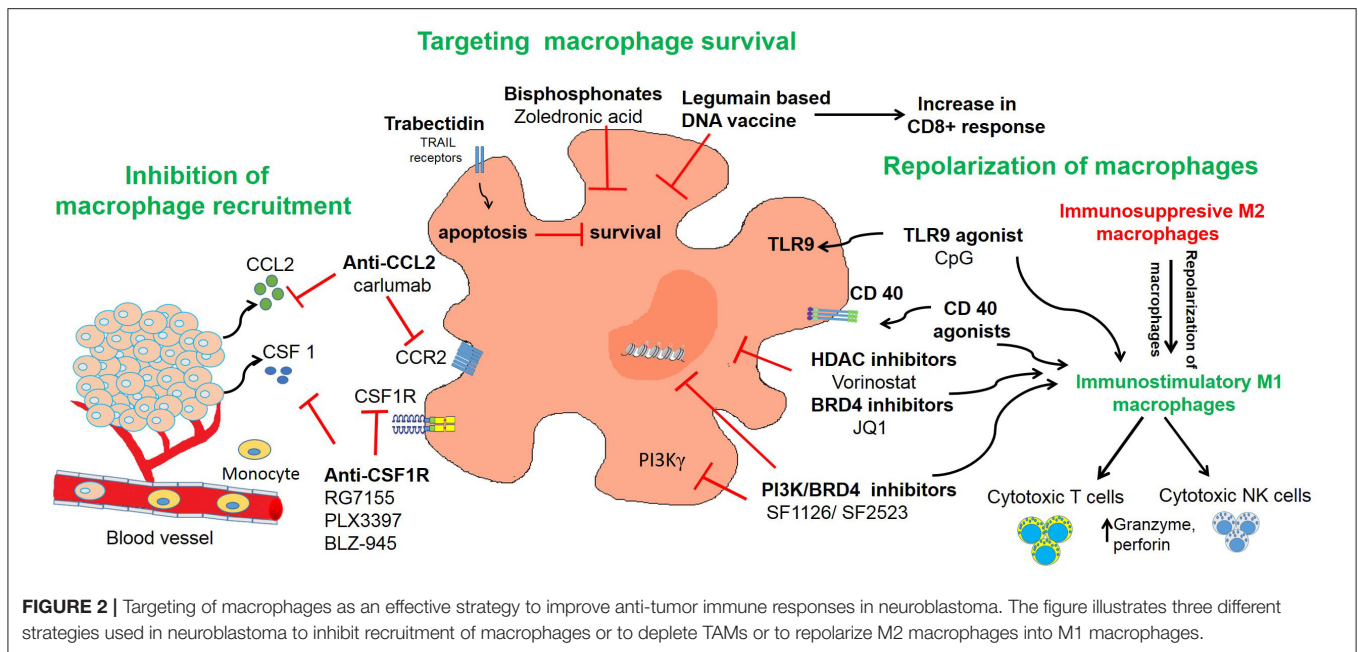 Targeting macrophage survival
Bisphosphonates
Zoledronic acid
Legumain based
DNA vaccine
Increase in
CD8+ response
Trabectidin
TRAIL
receptors
Inhibition of
macrophage recruitment
Repolarization of macrophages
apoptosis
survival
CCL2
Anti-CCL2
carlumab
CSF 1
CCR2
CSF1R
Monocyte
Blood vessel
Anti-CSF1R
RG7155
PLX3397
BLZ-945
TLR9
TLR9 agonist
CpG
CD 40
CD 40
agonists
HDAC inhibitors
Vorinostat
BRD4 inhibitors
JQ1
PI3Kγ
PI3K/BRD4 inhibitors
SF1126/ SF2523
Immunosuppresive M2
macrophages
Repolarization of
macrophages
Immunostimulatory M1
macrophages
Cytotoxic T cells
Cytotoxic NK cells
Granzyme,
perforin
FIGURE 2 | Targeting of macrophages as an effective strategy to improve anti-tumor immune responses in neuroblastoma. The figure illustrates three different
strategies used in neuroblastoma to inhibit recruitment of macrophages or to deplete TAMs or to repolarize M2 macrophages into M1 macrophages.